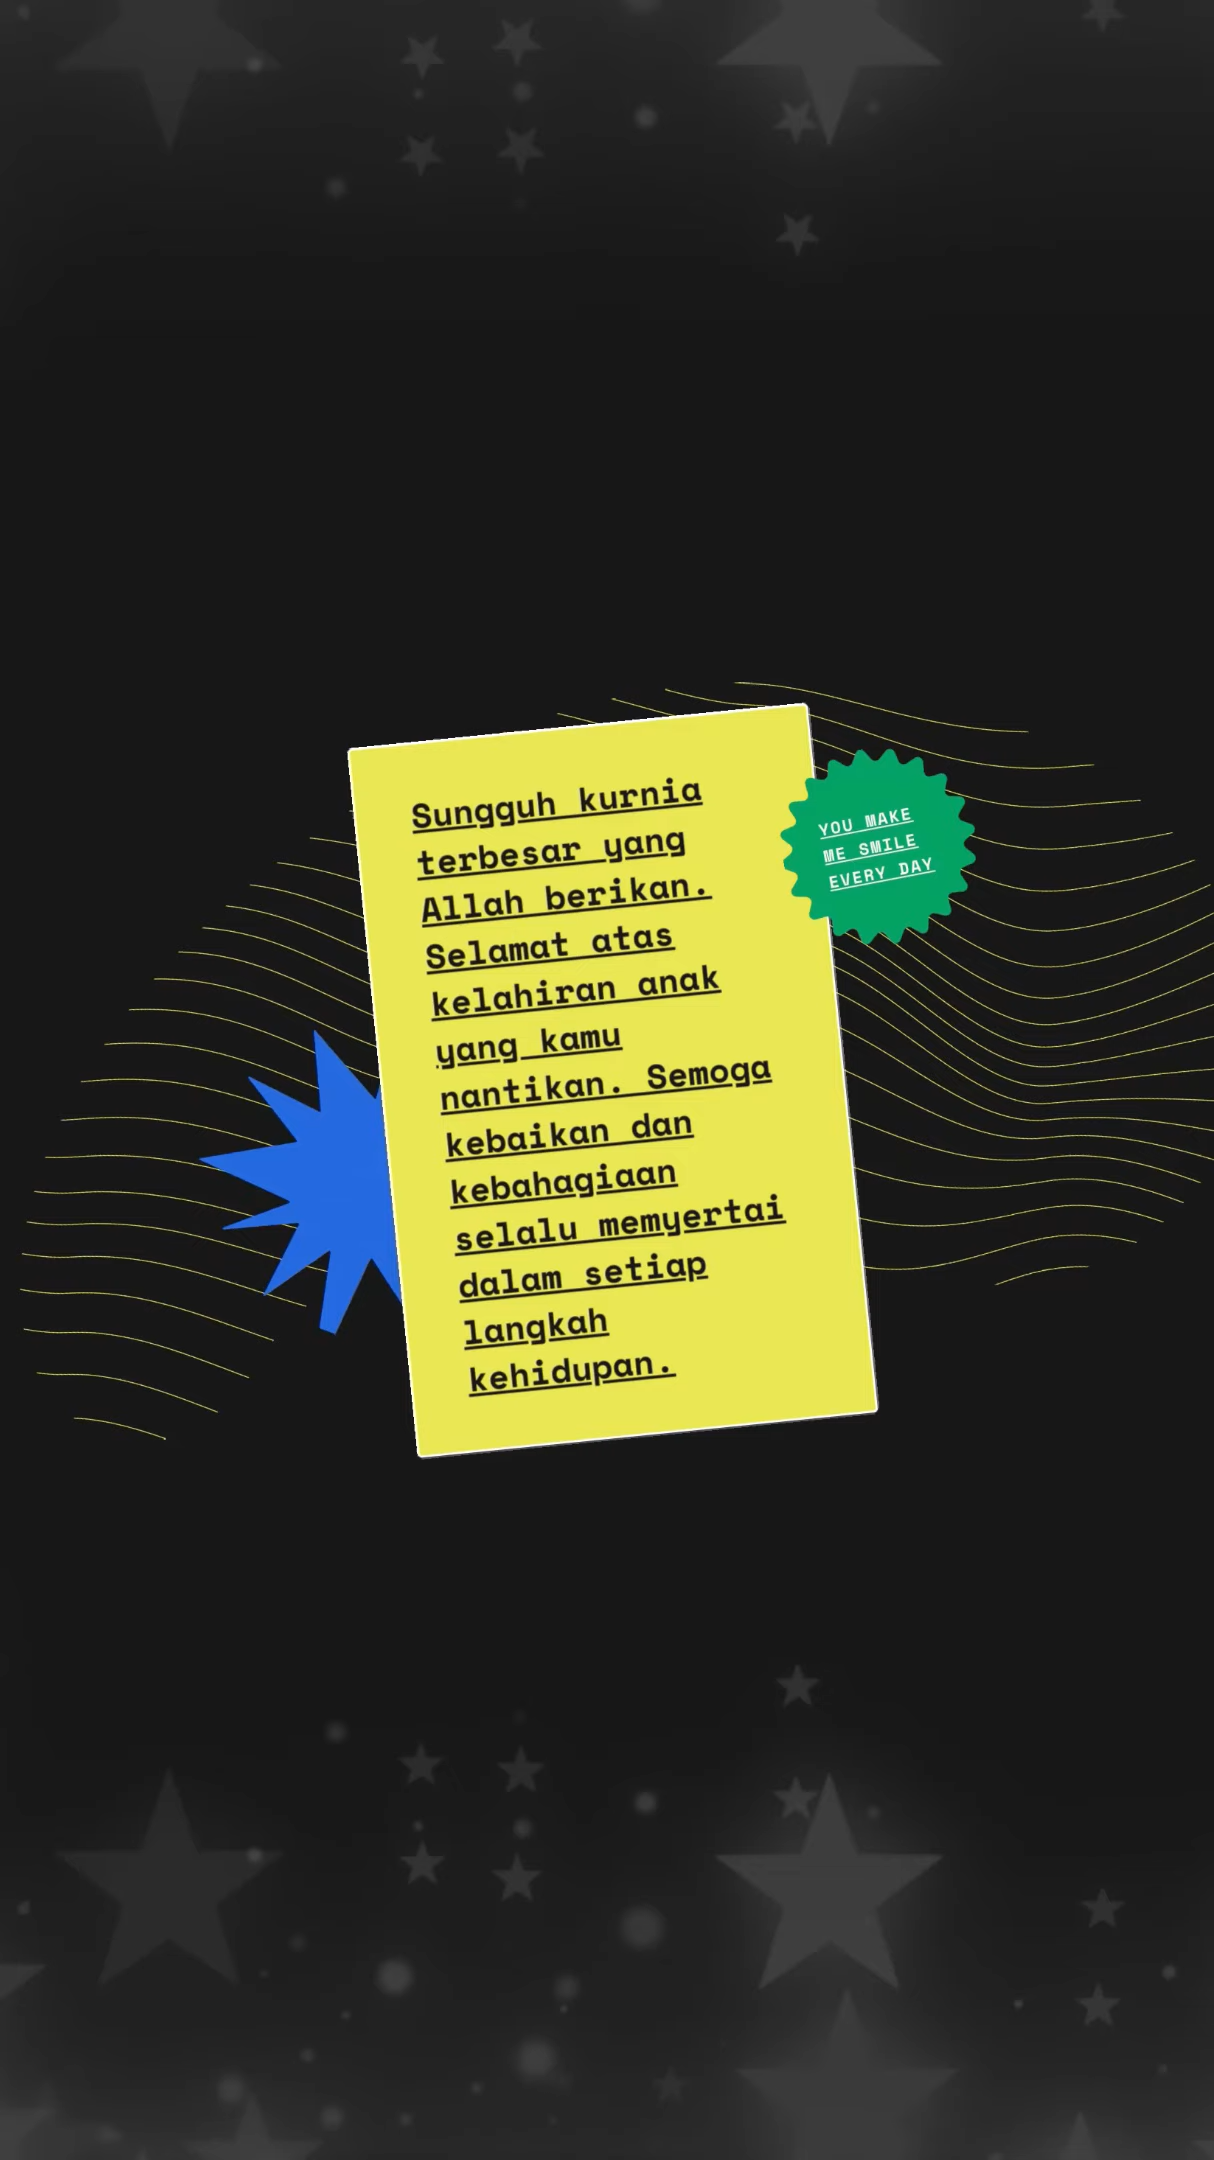 Sungguh kurnia
terbesar yang
Allah berikan.
Selamat atas
kelahiran anak
yang kamu
nantikan. Semoga
kebaikan dan
kebahagiaan
selalu memyertai
dalam setiap
langkah
kehidupan.
YOU MAKE
ME SMILE
EVERY DAY